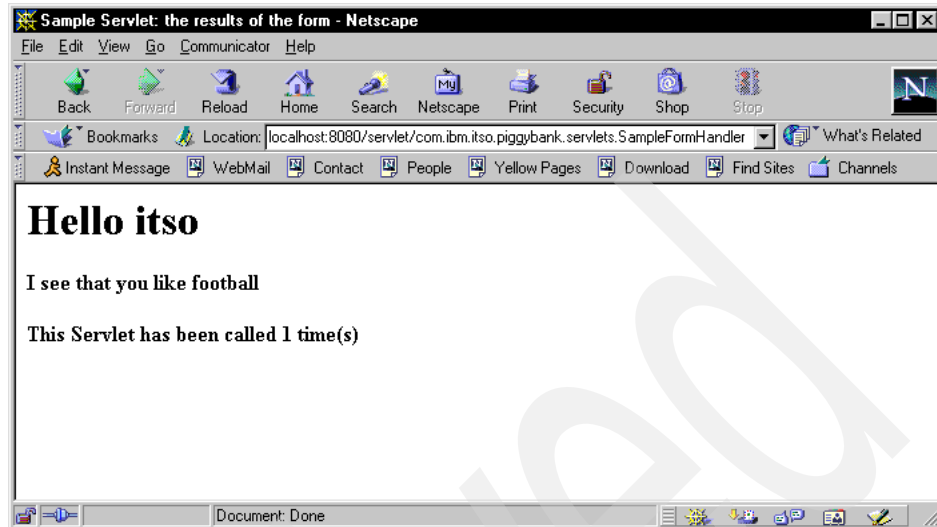 Sample Servlet: the results of the form - Netscape
File Edit View Go Communicator Help
Back Forward Reload Home Search Netscape Print Security Shop Stop
Bookmarks Location: localhost:8080/servlet/com.ibm.itso.piggybank.servlets.SampleFormHandler What's Related
Instant Message WebMail Contact People Yellow Pages Download Find Sites Channels
Hello itso
I see that you like football
This Servlet has been called 1 time(s)
Document: Done